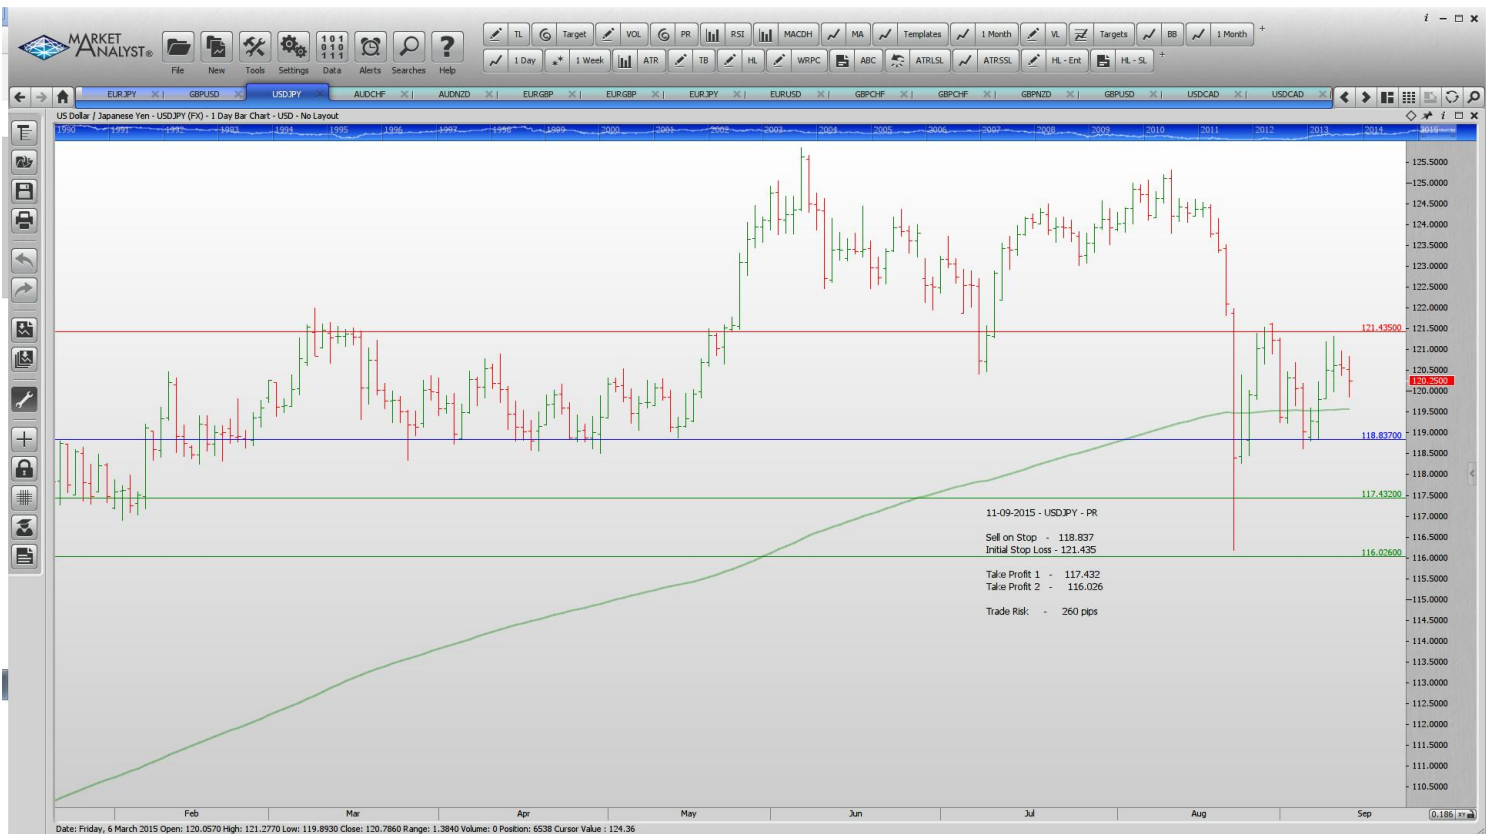 MARKET
ANALYST®
File New Tools Settings Data Alerts Searches Help
TL Target VOL PR RSI MACDH MA Templates 1 Month VL Targets BB 1 Month +
1 Day 1 Week ATR TB HL WRPC ABC ATRLSL ATRSSL HL - Ent HL - SL +
EURJPY GBPUSD USDJPY AUDCHF AUDNZD EURGBP EURGBP EURJPY EURUSD GBPCHF GBPCHF GBPNZD GBPUSD USDCAD USDCAD
US Dollar / Japanese Yen - USDJPY (FX) - 1 Day Bar Chart - USD - No Layout
1990 1991 1992 1993 1994 1995 1996 1997 1998 1999 2000 2001 2002 2003 2004 2005 2006 2007 2008 2009 2010 2011 2012 2013 2014 2015
125.5000
125.0000
124.5000
124.0000
123.5000
123.0000
122.5000
122.0000
121.43500 121.5000
121.0000
120.5000
120.2500
120.0000
119.5000
119.0000
118.83700
118.5000
118.0000
117.43200 117.5000
11-09-2015 - USDJPY - PR
117.0000
116.5000
Sell on Stop - 118.837
Initial Stop Loss - 121.435
116.02600 116.0000
Take Profit 1 - 117.432
115.5000
Take Profit 2 - 116.026
115.0000
Trade Risk - 260 pips
114.5000
114.0000
113.5000
113.0000
112.5000
112.0000
111.5000
111.0000
110.5000
Feb Mar Apr May Jun Jul Aug Sep 0.186 XY
Date: Friday, 6 March 2015 Open: 120.0570 High: 121.2770 Low: 119.8930 Close: 120.7860 Range: 1.3840 Volume: 0 Position: 6538 Cursor Value : 124.36